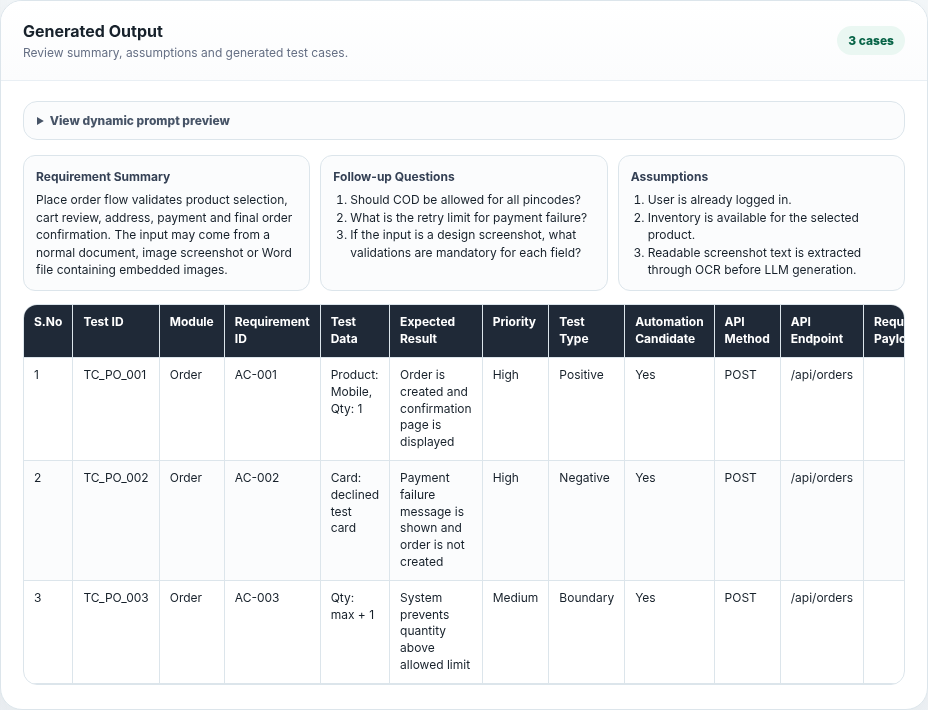 Generated Output
Review summary, assumptions and generated test cases.
3 cases
View dynamic prompt preview
Requirement Summary
Place order flow validates product selection,
cart review, address, payment and final order
confirmation. The input may come from a
normal document, image screenshot or Word
file containing embedded images.
Follow-up Questions
1. Should COD be allowed for all pincodes?
2. What is the retry limit for payment failure?
3. If the input is a design screenshot, what
validations are mandatory for each field?
Assumptions
1. User is already logged in.
2. Inventory is available for the selected
product.
3. Readable screenshot text is extracted
through OCR before LLM generation.
S.No
Test ID
Module
Requirement
ID
Test
Data
Expected
Result
Priority
Test
Type
Automation
Candidate
API
Method
API
Endpoint
1
TC_PO_001
Order
AC-001
Product:
Mobile,
Qty: 1
Order is
created and
confirmation
page is
displayed
High
Positive
Yes
POST
/api/orders
2
TC_PO_002
Order
AC-002
Card:
declined
test
card
Payment
failure
message is
shown and
order is not
created
High
Negative
Yes
POST
/api/orders
3
TC_PO_003
Order
AC-003
Qty:
max + 1
System
prevents
quantity
above
allowed limit
Medium
Boundary
Yes
POST
/api/orders